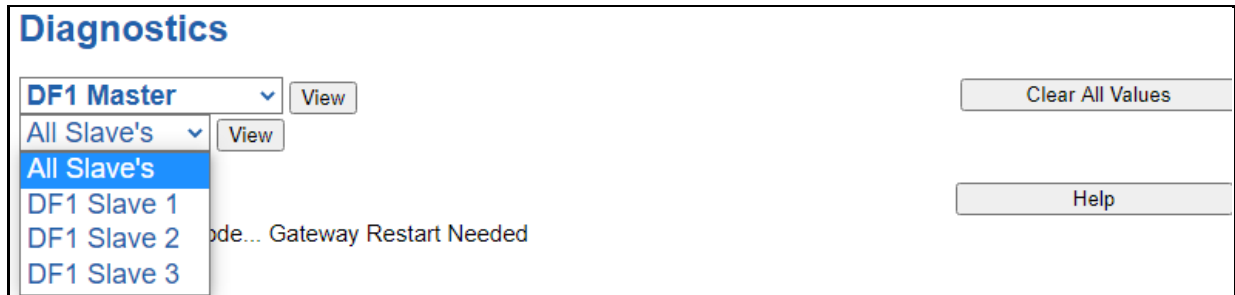 Diagnostics
DF1 Master View Clear All Values
All Slave's View
All Slave's
DF1 Slave 1 Help
DF1 Slave 2 ode... Gateway Restart Needed
DF1 Slave 3